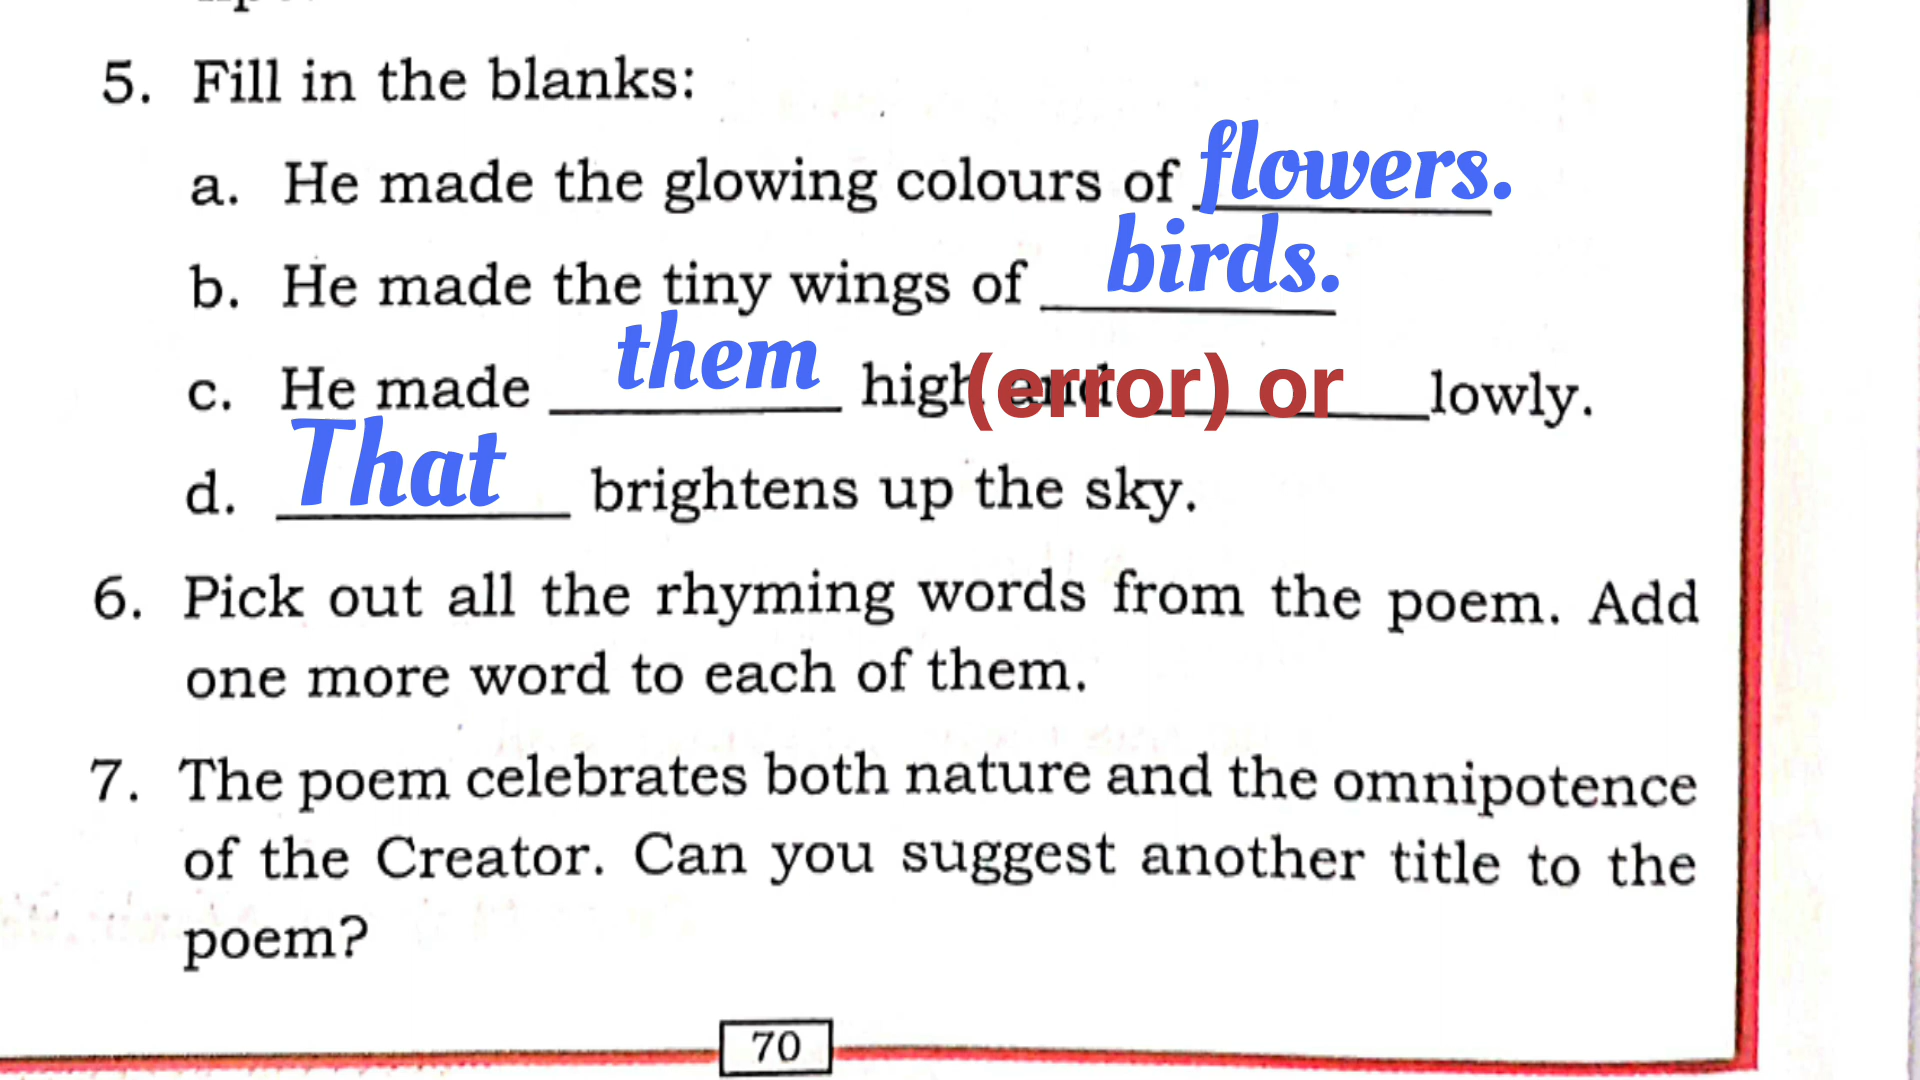 5. Fill in the blanks:
a. He made the glowing colours of flowers.
b. He made the tiny wings of birds.
c. He made them high and (error) or lowly.
d. That brightens up the sky.
6. Pick out all the rhyming words from the poem. Add
one more word to each of them.
7. The poem celebrates both nature and the omnipotence
of the Creator. Can you suggest another title to the
poem?
70